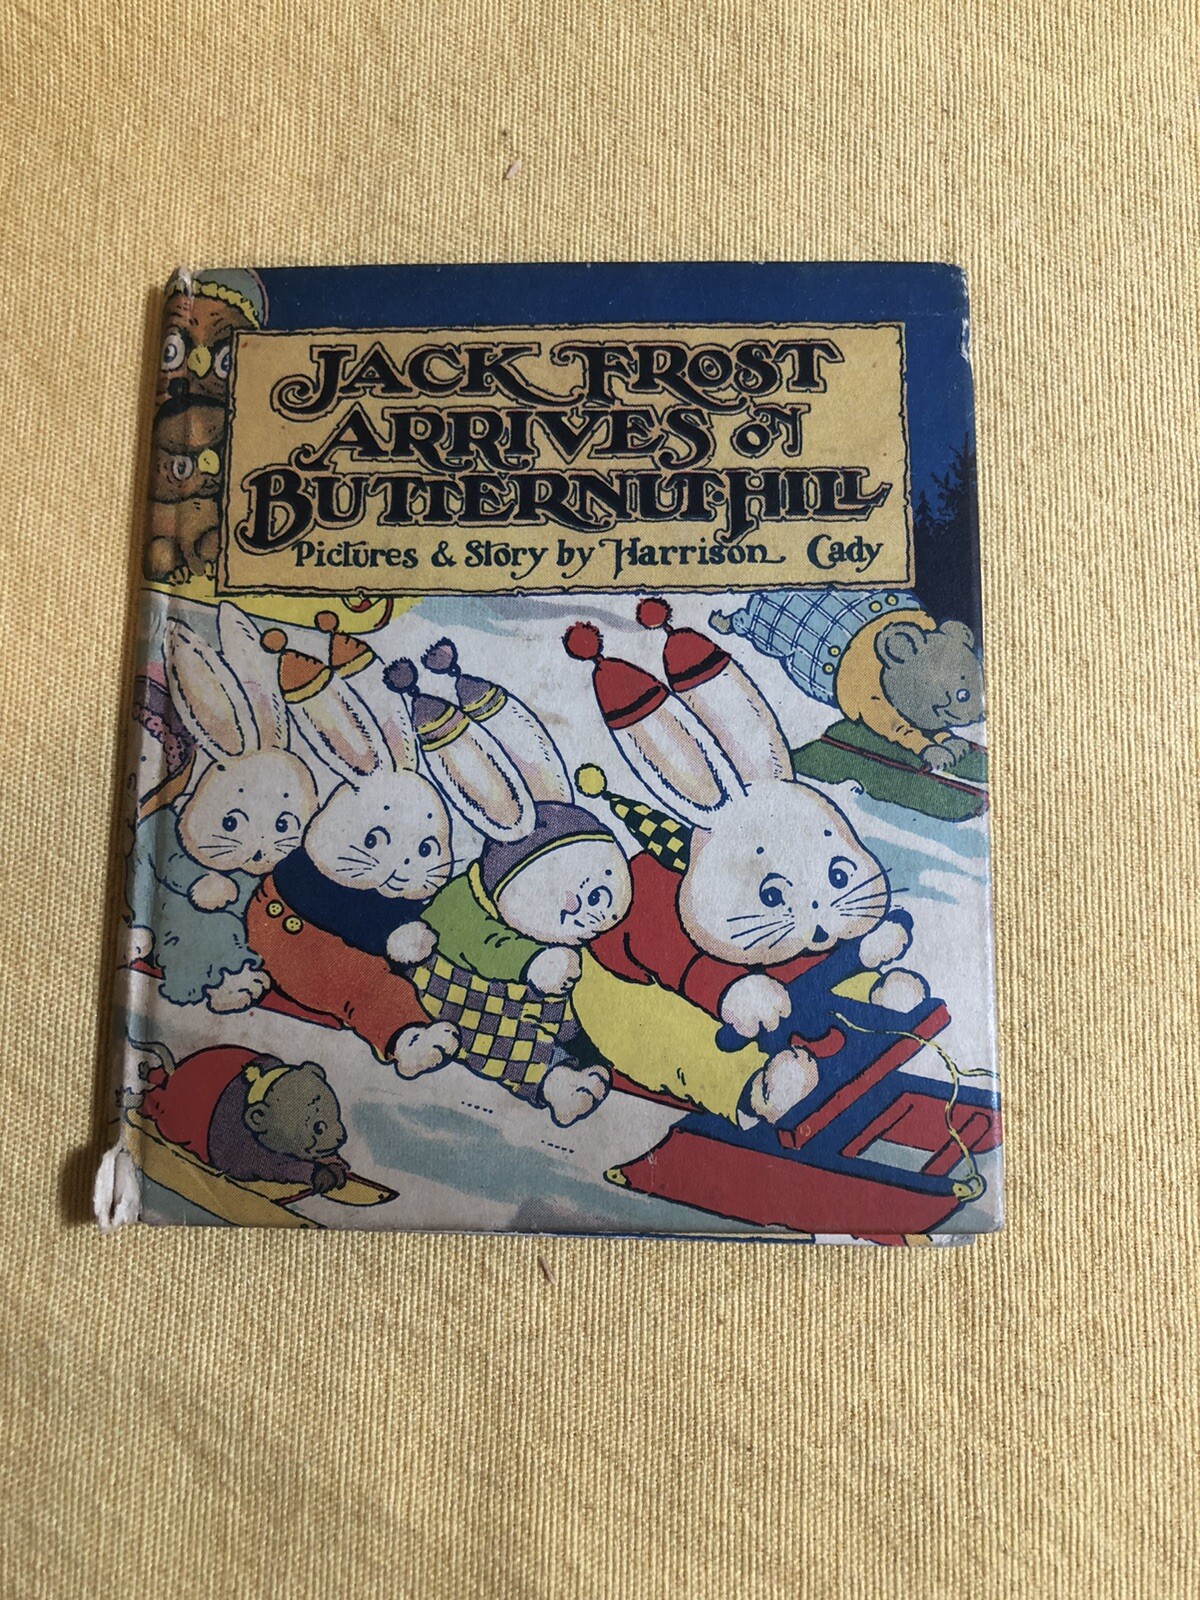 JACK FROST
ARRIVES ON
BUTTERNUT·HILL
Pictures & Story by Harrison Cady